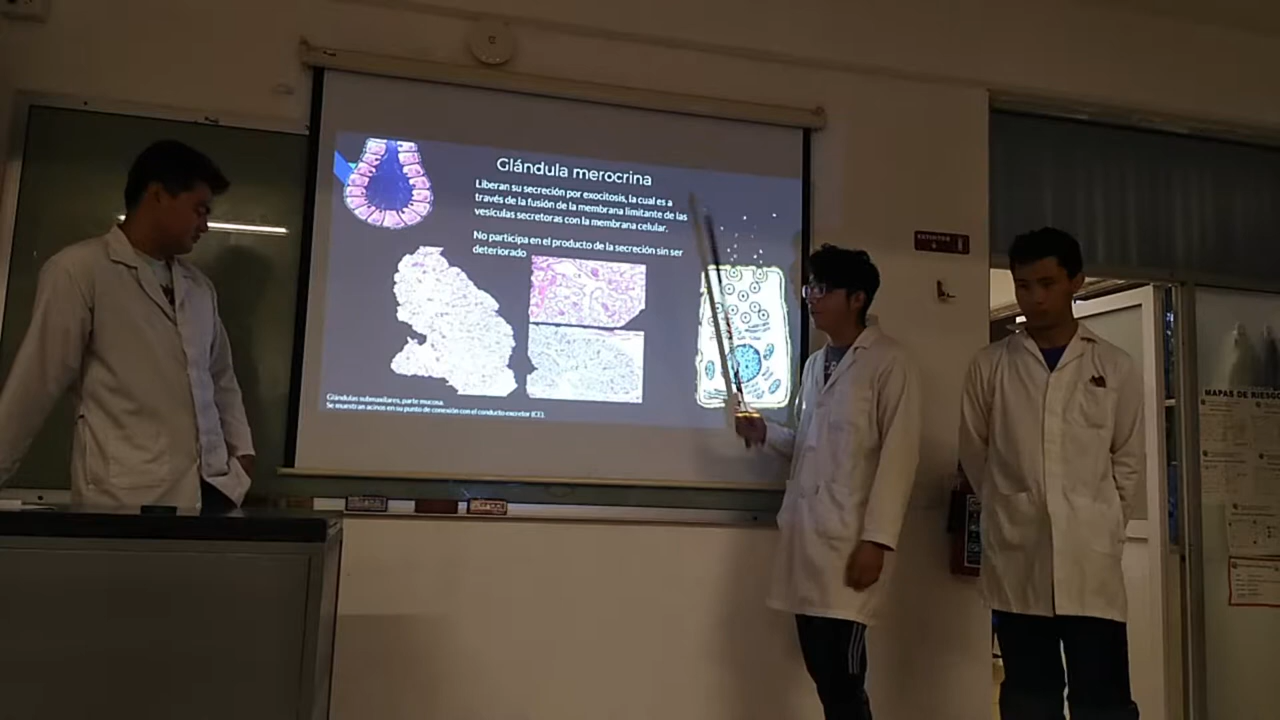 Glándula merocrina
Liberan su secreción por exocitosis, la cual es a
través de la fusión de la membrana limitante de las
vesículas secretoras con la membrana celular.
No participa en el producto de la secreción sin ser
deteriorado
Glándulas submaxilares, parte mucosa.
Se muestran acinos en su punto de conexión con el conducto excretor (CE).
EXTINTOR
MAPAS DE RIESGO